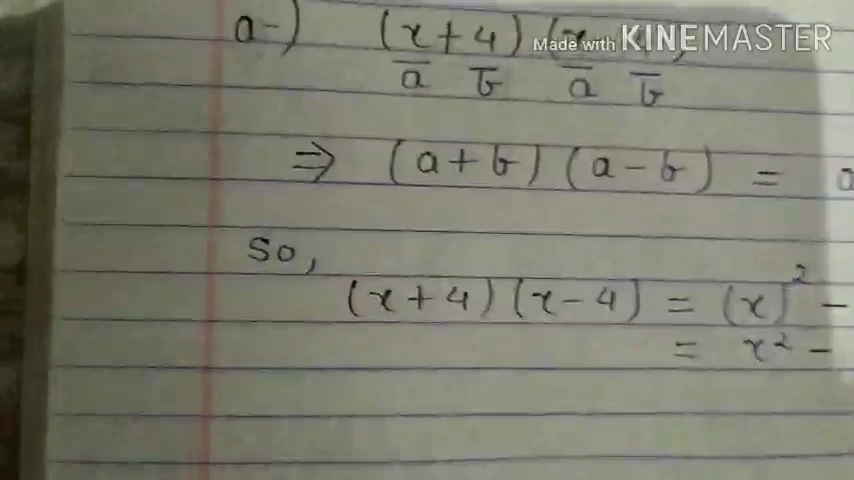 a-) (x + 4) (x
Made with KINEMASTER
a b a b
⇒ (a + b) (a - b) = a
So,
(x + 4) (x - 4) = (x)² -
= x² -